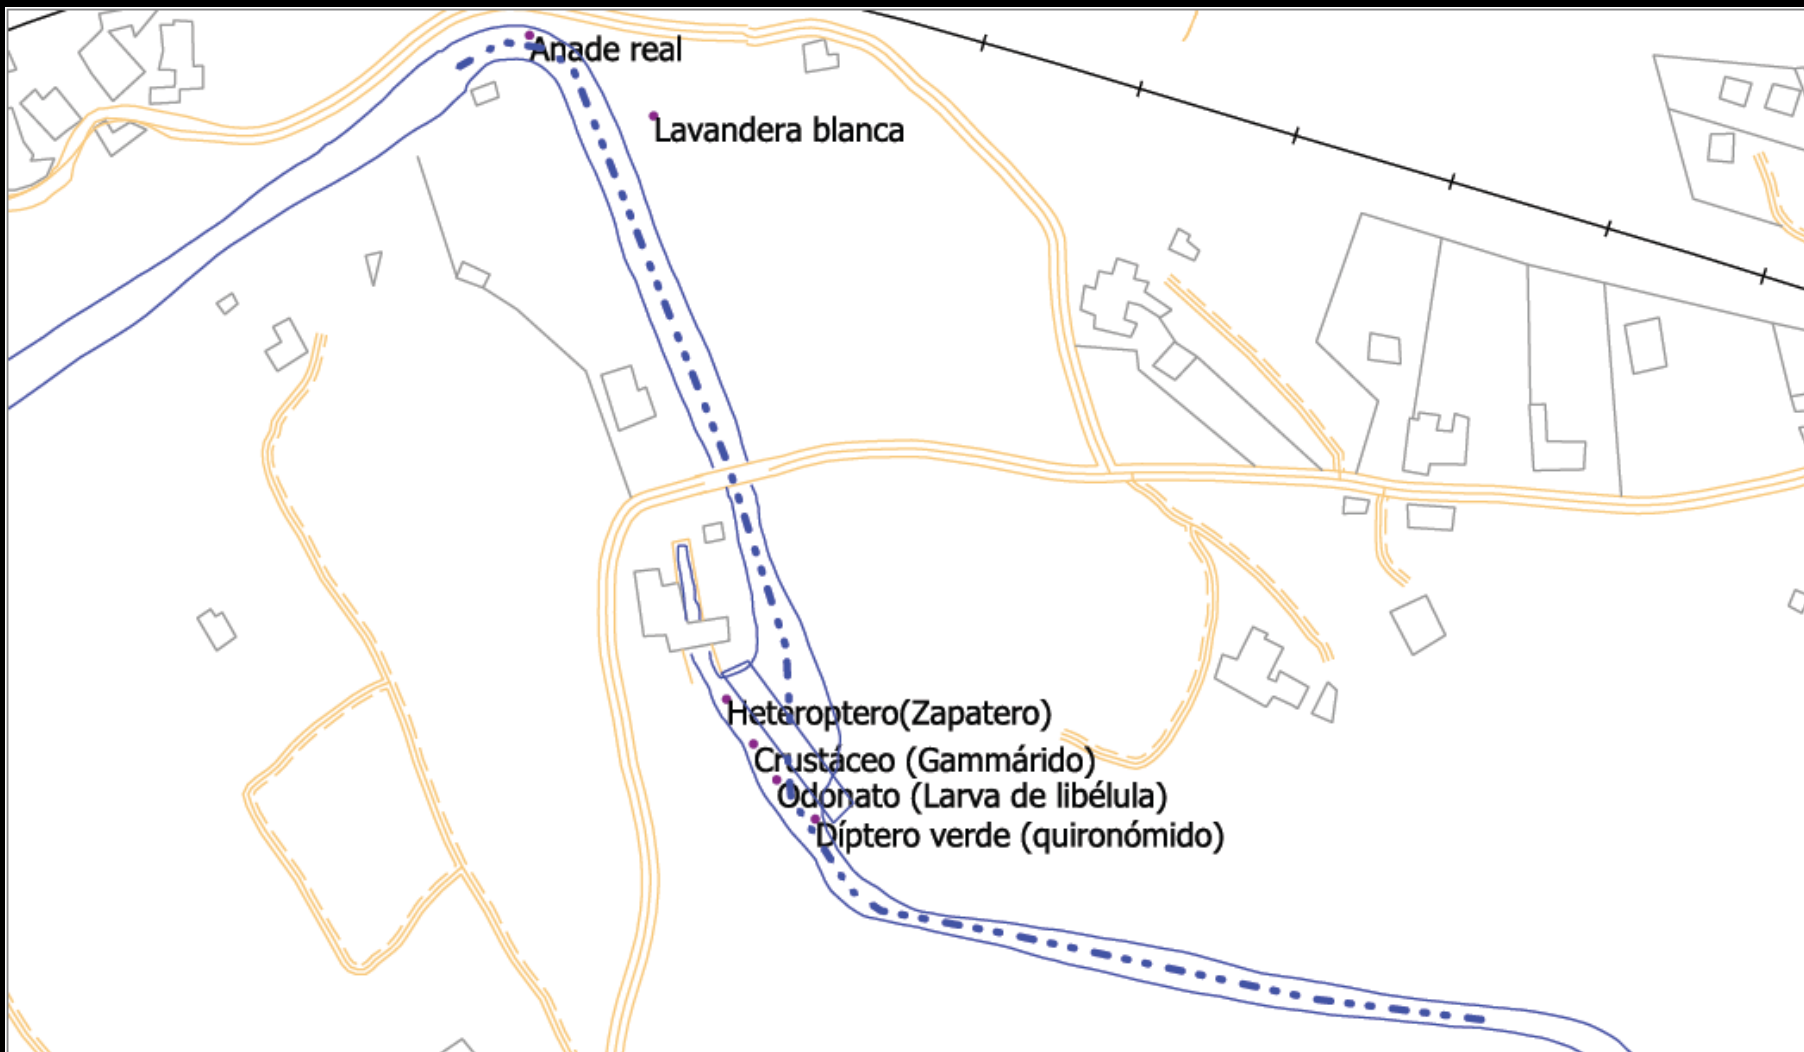 Anade real
Lavandera blanca
Heteroptero(Zapatero)
Crustáceo (Gammárido)
Odonato (Larva de libélula)
Díptero verde (quironómido)